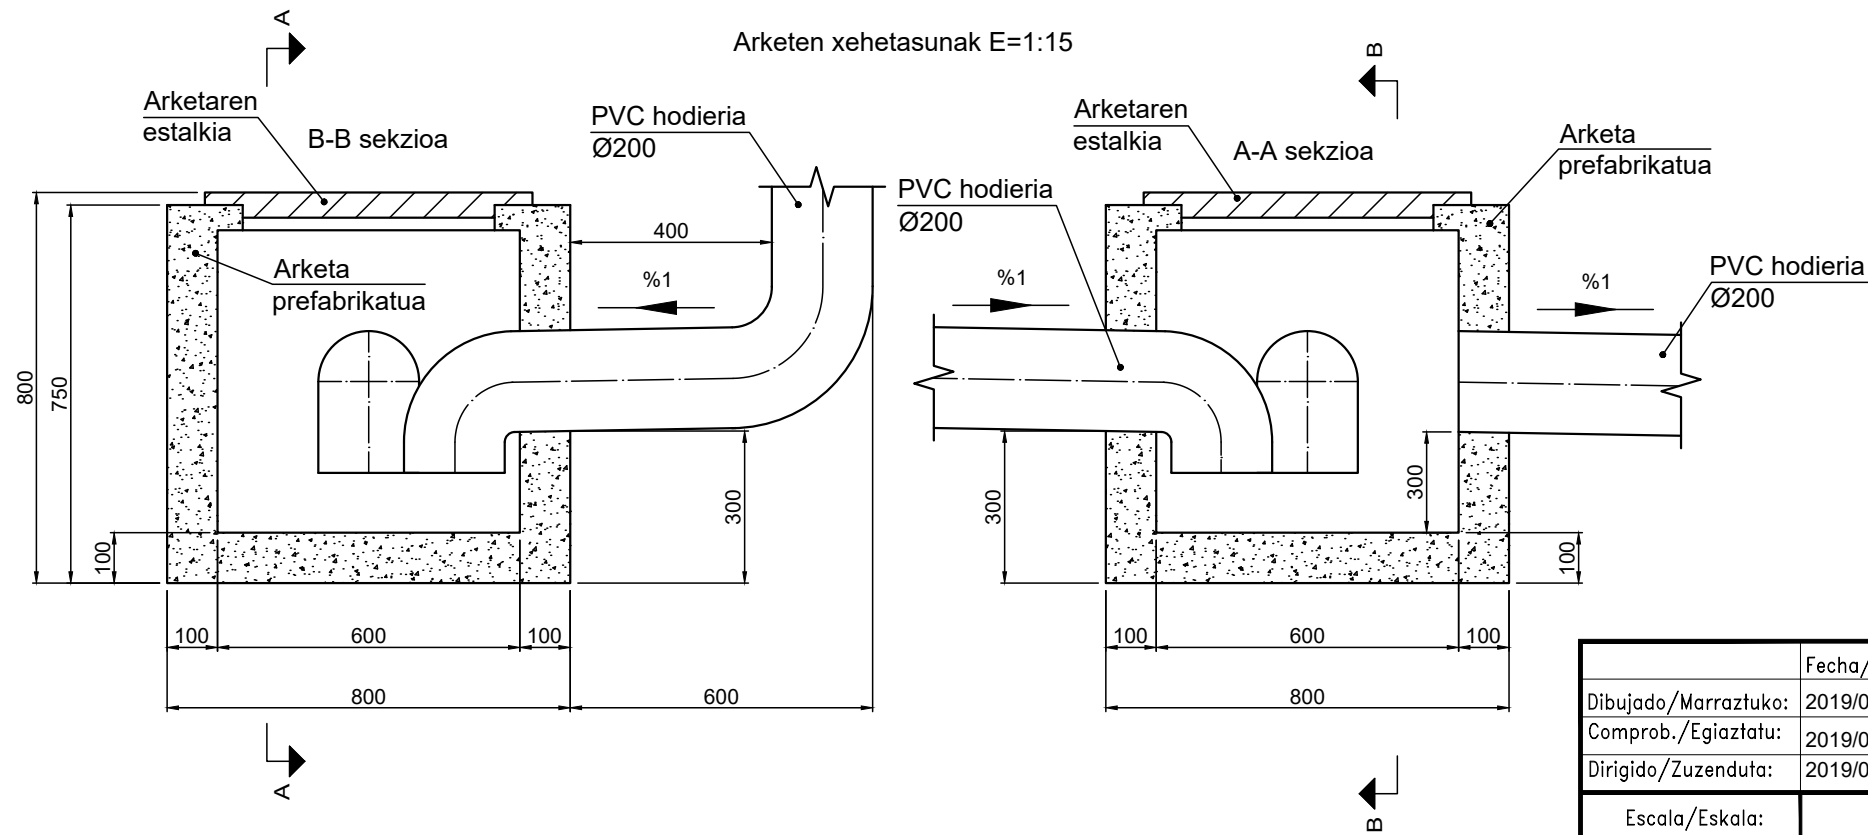 Arketen xehetasunak E=1:15
A
B
Arketaren
estalkia
B-B sekzioa
PVC hodieria
Ø200
Arketaren
estalkia
A-A sekzioa
Arketa
prefabrikatua
PVC hodieria
Ø200
400
%1
%1
%1
PVC hodieria
Ø200
Arketa
prefabrikatua
800
750
100
300
300
300
100
100
600
100
800
600
100
600
100
800
A
B
Fecha/
Dibujado/Marraztuko: 2019/0
Comprob./Egiaztatu: 2019/0
Dirigido/Zuzenduta: 2019/0
Escala/Eskala: